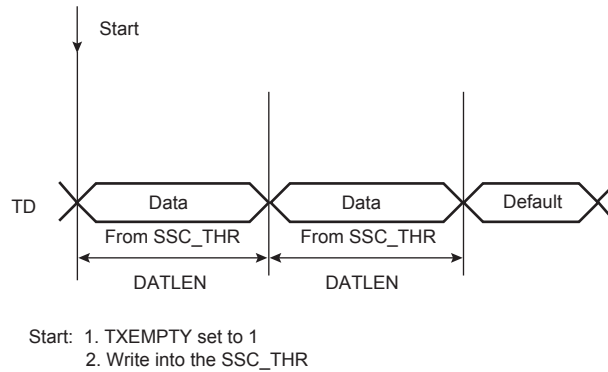 Start
TD
Data
Data
Default
From SSC_THR
From SSC_THR
DATLEN
DATLEN
Start: 1. TXEMPTY set to 1
2. Write into the SSC_THR